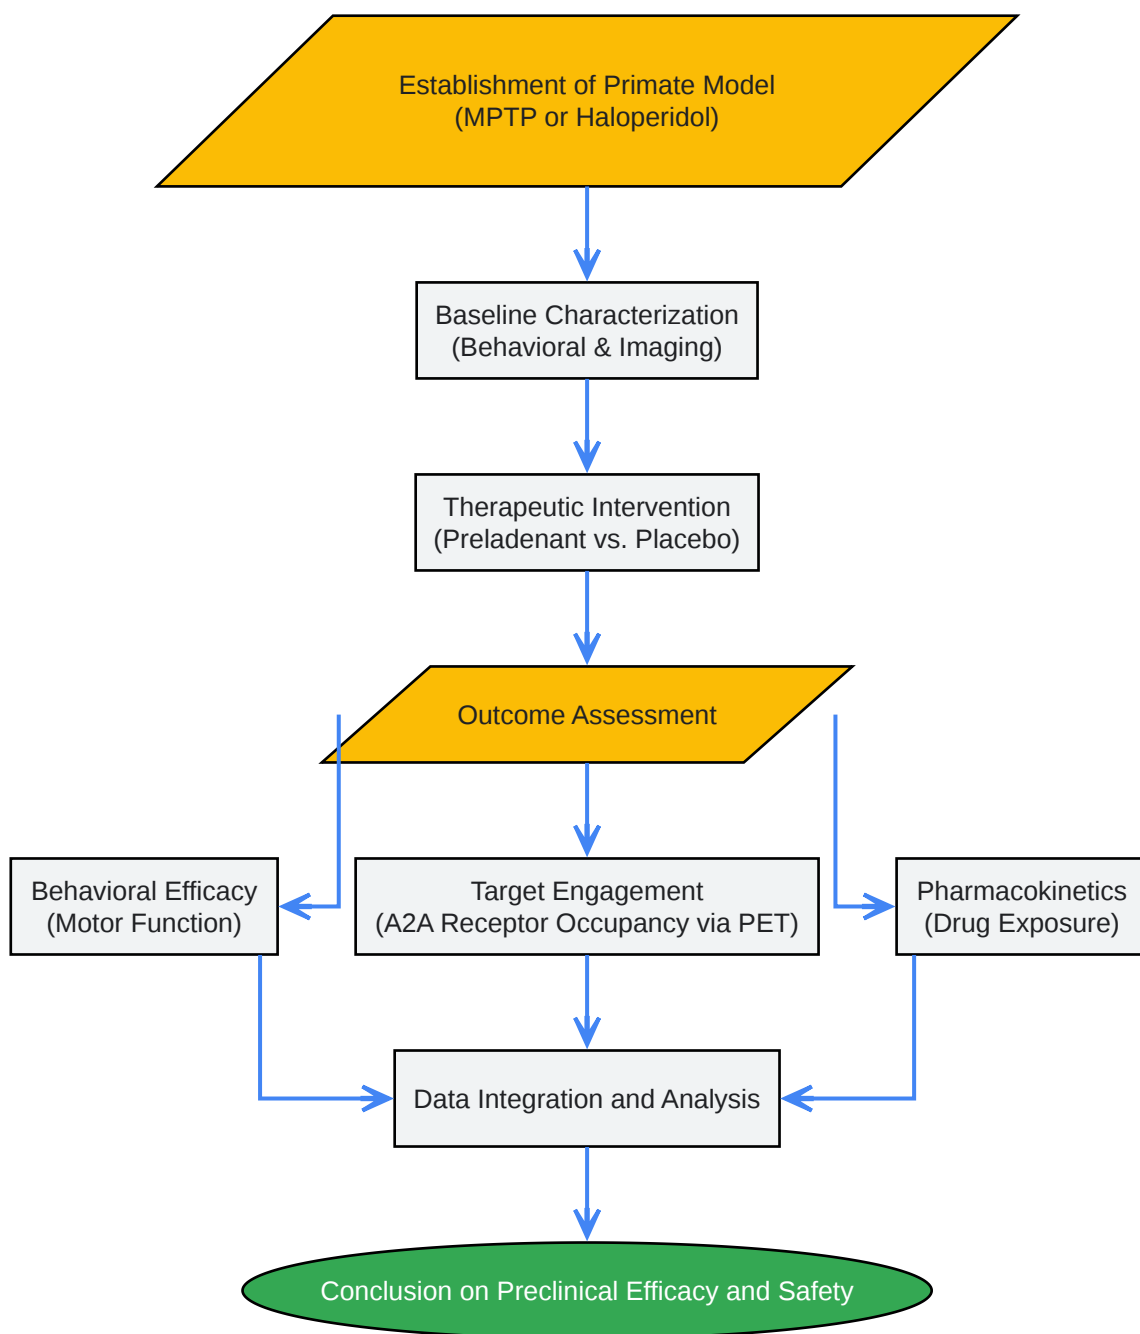 Establishment of Primate Model
(MPTP or Haloperidol)
Baseline Characterization
(Behavioral & Imaging)
Therapeutic Intervention
(Preladenant vs. Placebo)
Outcome Assessment
Behavioral Efficacy
(Motor Function)
Target Engagement
(A2A Receptor Occupancy via PET)
Pharmacokinetics
(Drug Exposure)
Data Integration and Analysis
Conclusion on Preclinical Efficacy and Safety